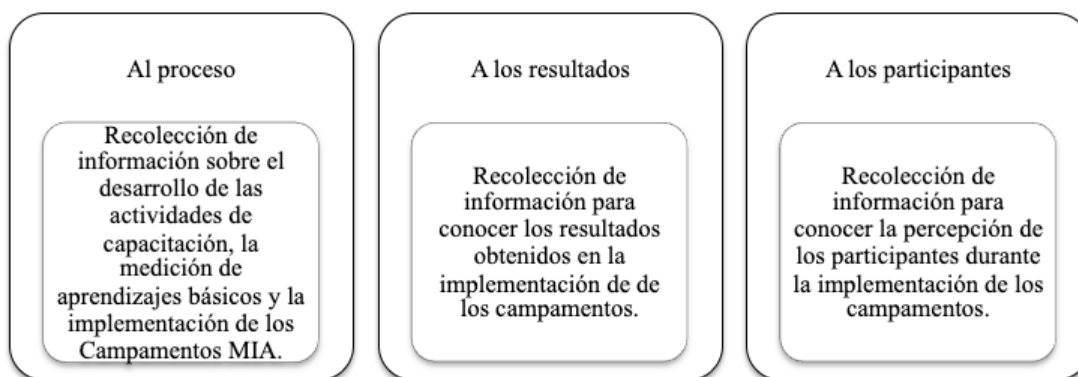 Al proceso
Recolección de
información sobre el
desarrollo de las
actividades de
capacitación, la
medición de
aprendizajes básicos y la
implementación de los
Campamentos MIA.
A los resultados
Recolección de
información para
conocer los resultados
obtenidos en la
implementación de de
los campamentos.
A los participantes
Recolección de
información para
conocer la percepción de
los participantes durante
la implementación de los
campamentos.